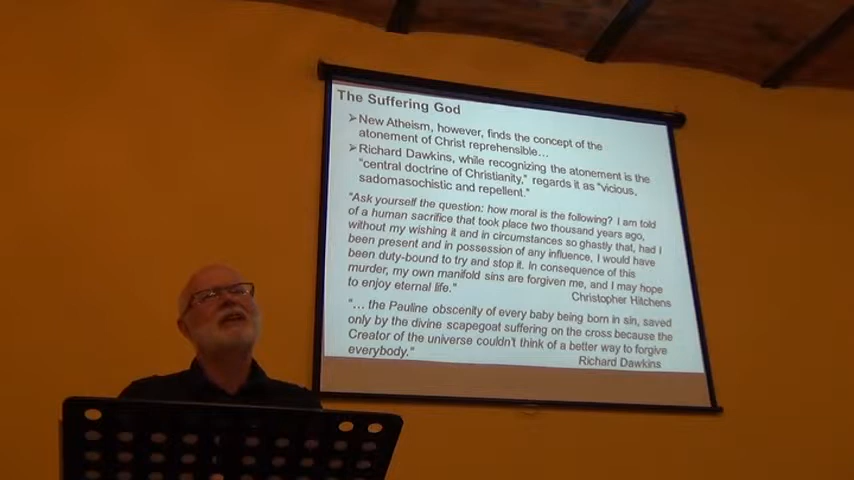 The Suffering God
➢New Atheism, however, finds the concept of the
atonement of Christ reprehensible…
➢Richard Dawkins, while recognizing the atonement is the
"central doctrine of Christianity," regards it as "vicious,
sadomasochistic and repellent."
"Ask yourself the question: how moral is the following? I am told
of a human sacrifice that took place two thousand years ago,
without my wishing it and in circumstances so ghastly that, had I
been present and in possession of any influence, I would have
been duty-bound to try and stop it. In consequence of this
murder, my own manifold sins are forgiven me, and I may hope
to enjoy eternal life."
Christopher Hitchens
"… the Pauline obscenity of every baby being born in sin, saved
only by the divine scapegoat suffering on the cross because the
Creator of the universe couldn't think of a better way to forgive
everybody."
Richard Dawkins